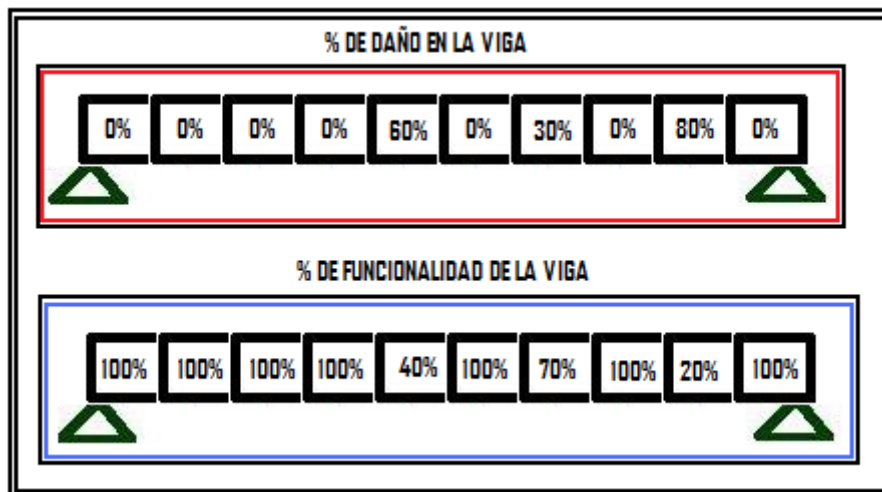 % DE DAÑO EN LA VIGA
0% 0% 0% 0% 60% 0% 30% 0% 80% 0%
% DE FUNCIONALIDAD DE LA VIGA
100% 100% 100% 100% 40% 100% 70% 100% 20% 100%